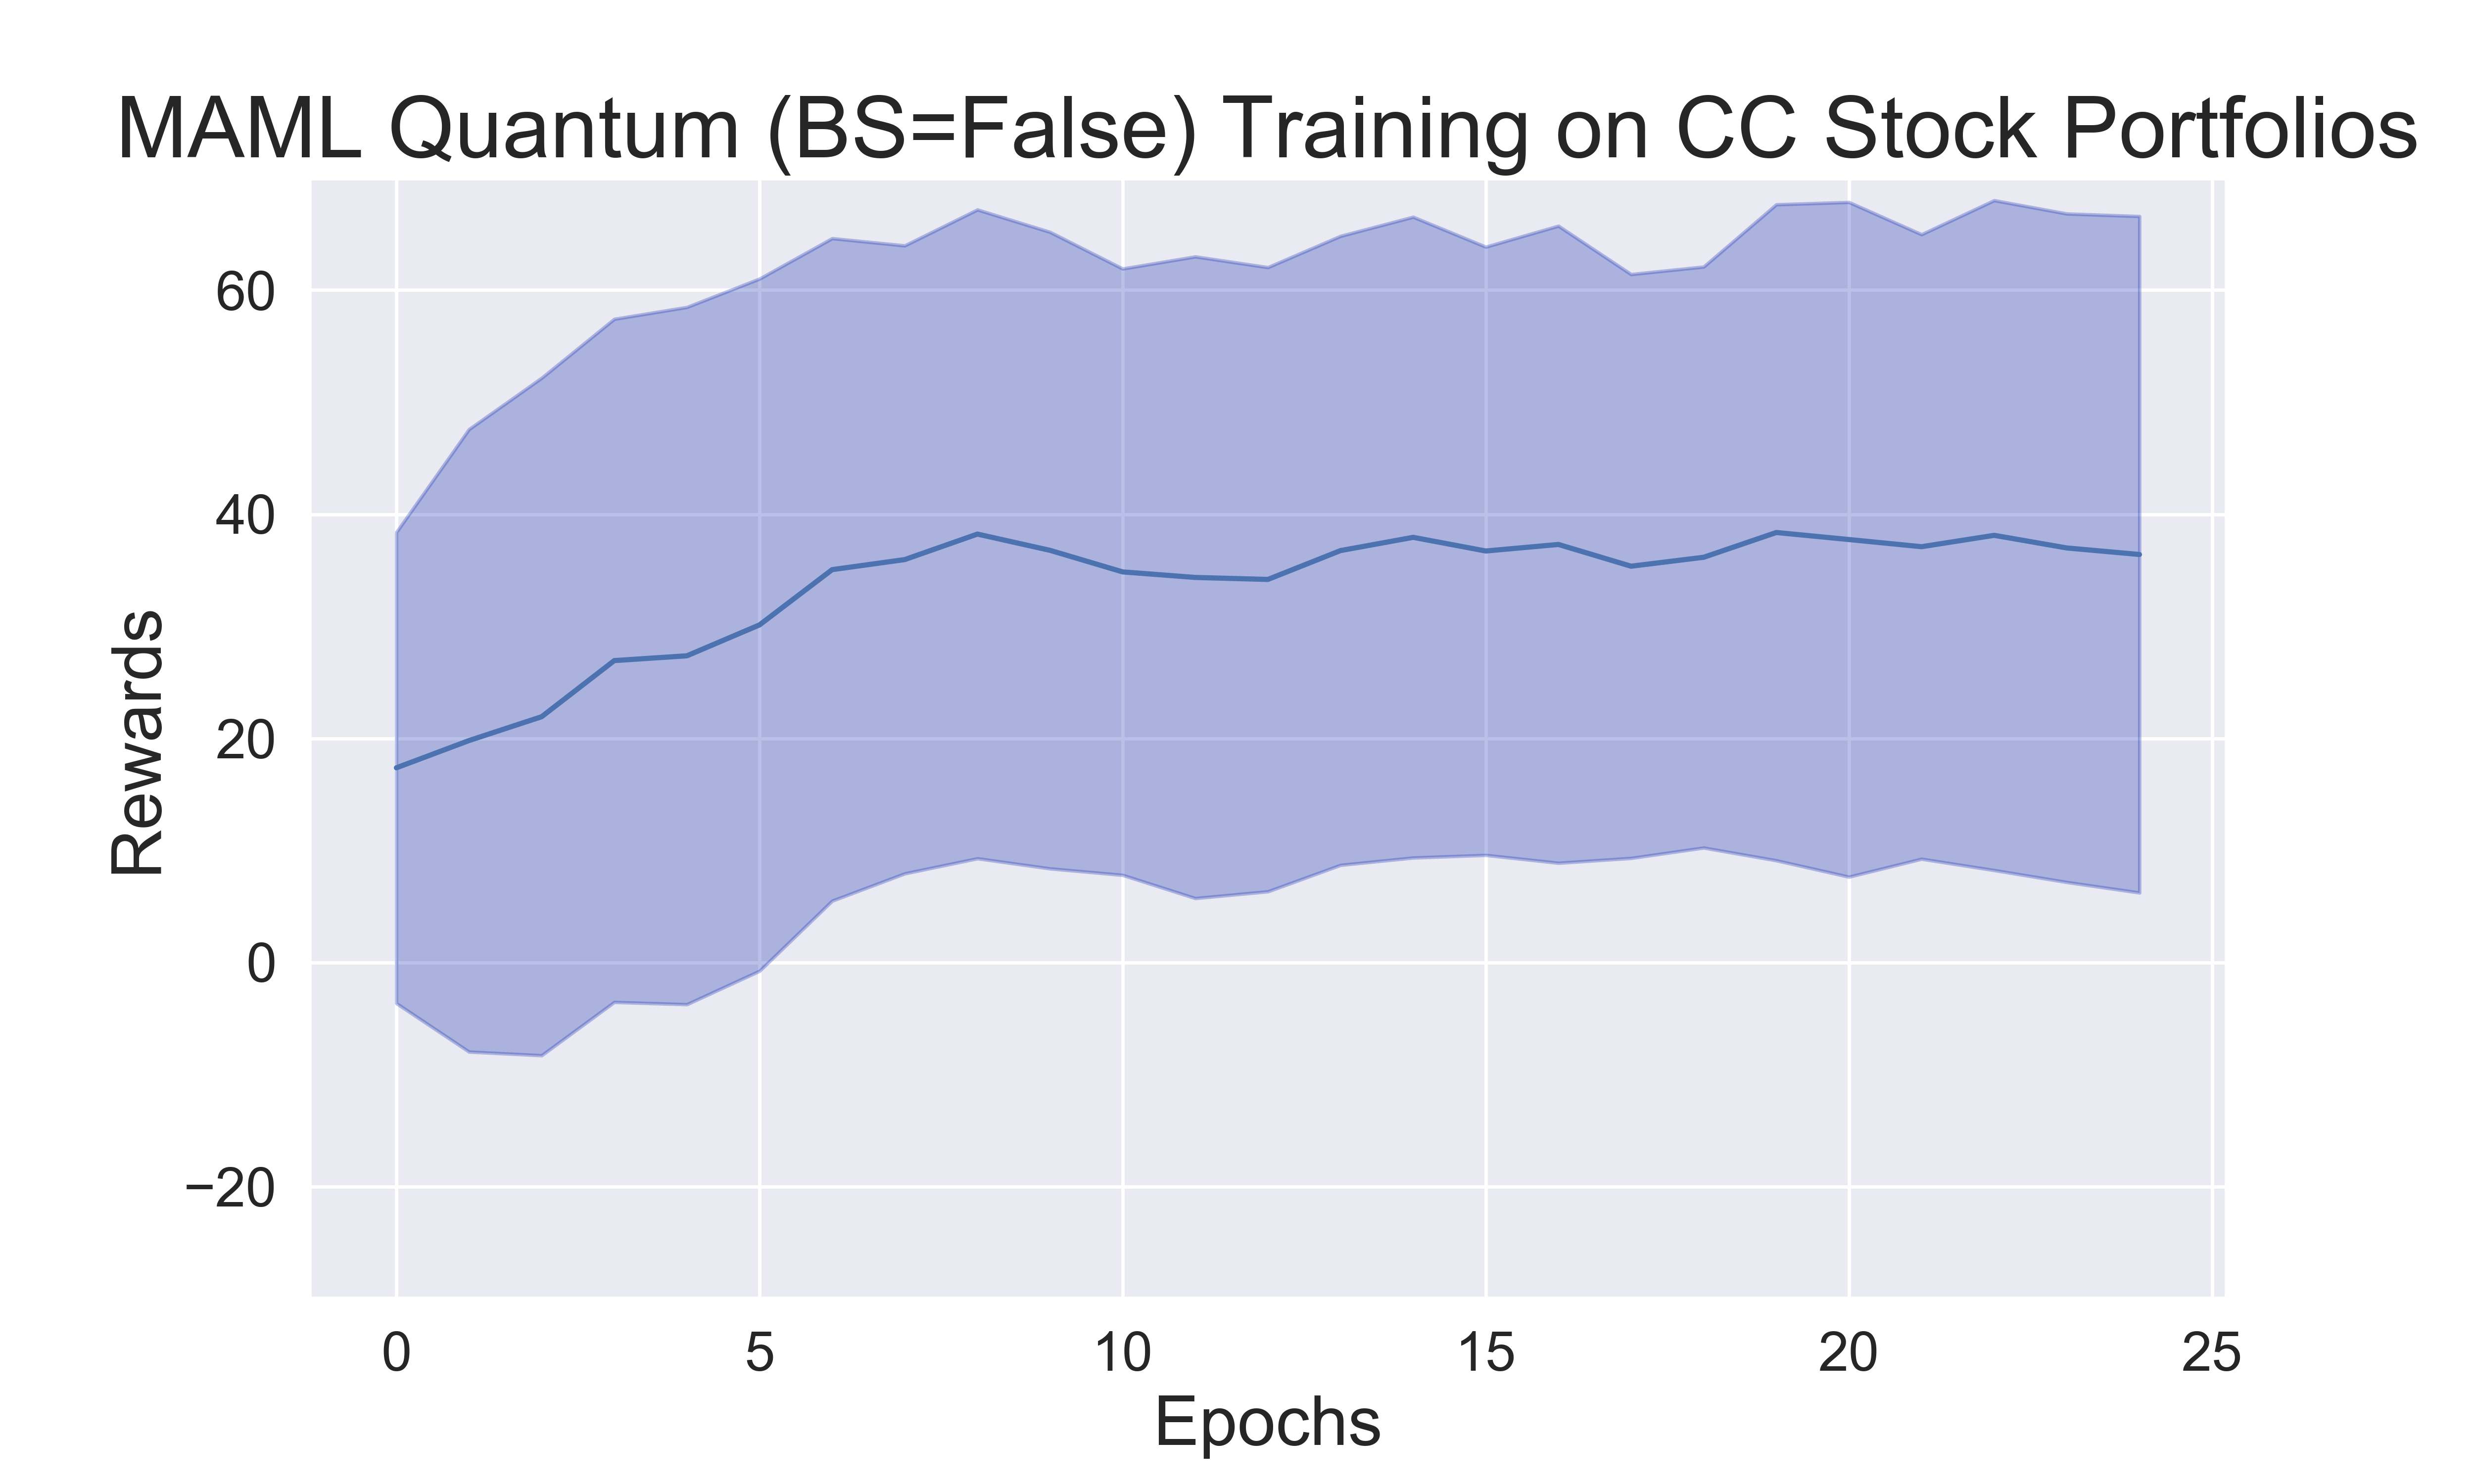 MAML Quantum (BS=False) Training on CC Stock Portfolios
60
40
20
0
−20
Rewards
0 5 10 15 20 25
Epochs